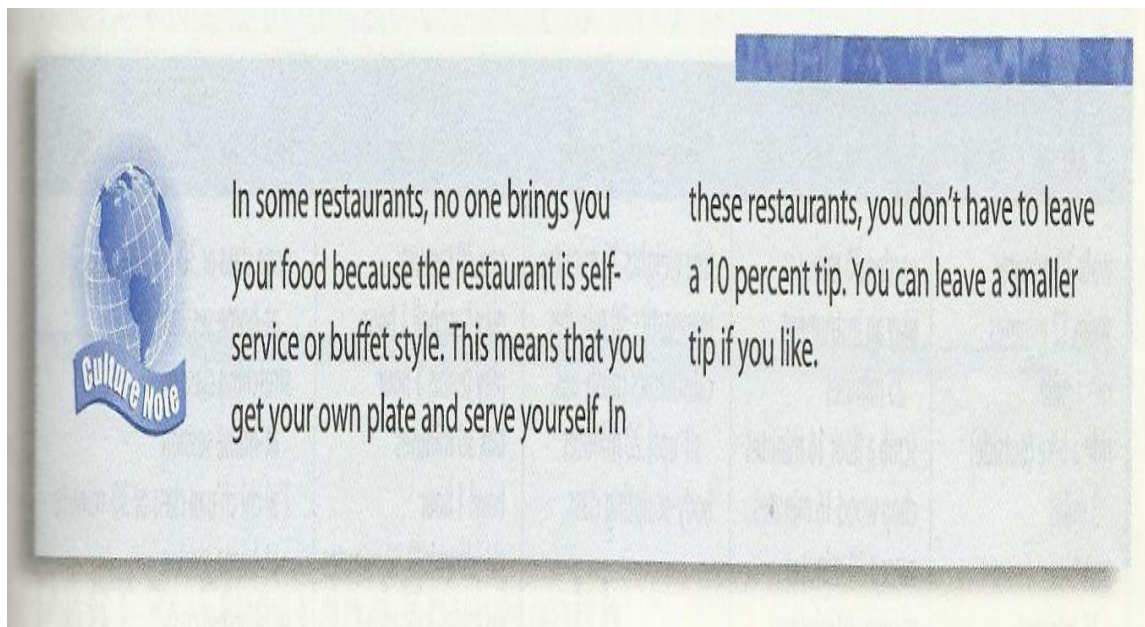 Culture Note
In some restaurants, no one brings you
your food because the restaurant is self-
service or buffet style. This means that you
get your own plate and serve yourself. In
these restaurants, you don't have to leave
a 10 percent tip. You can leave a smaller
tip if you like.